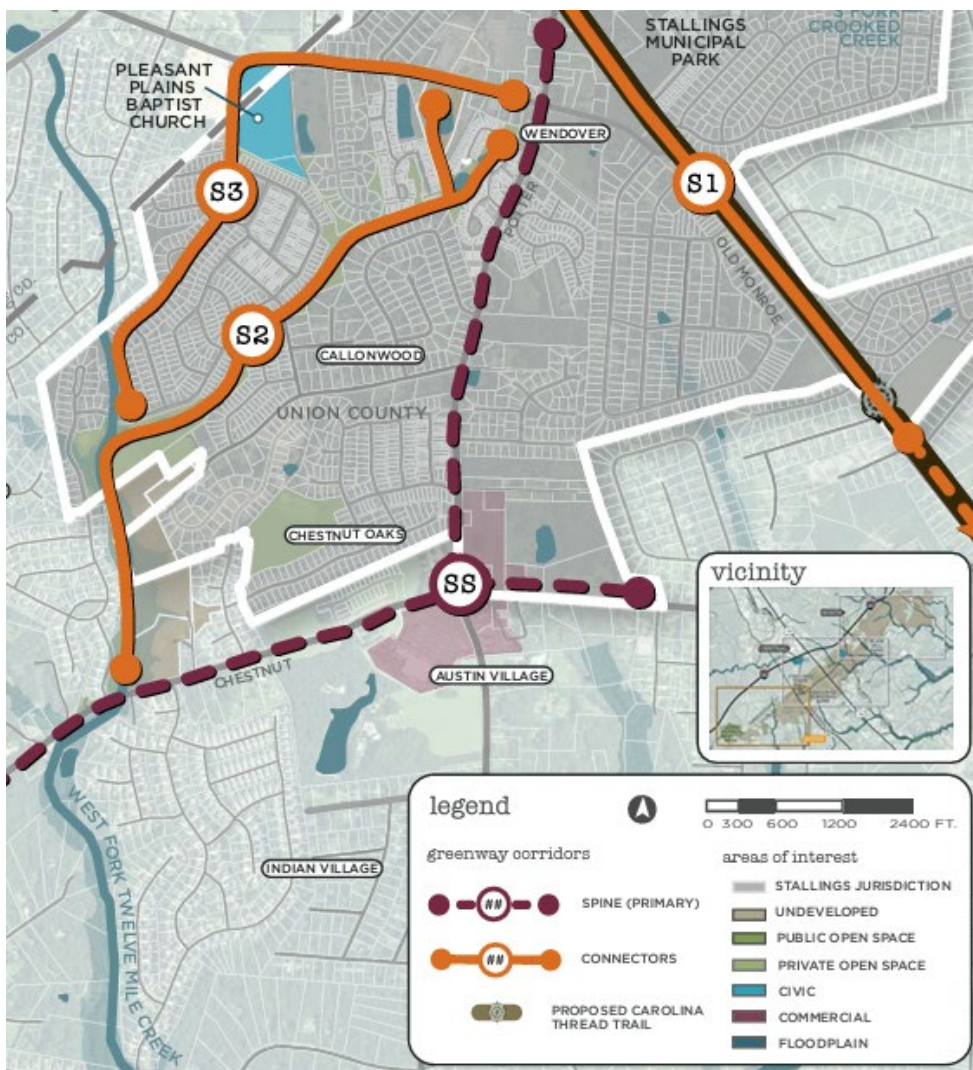 S FORK
CROOKED
CREEK
STALLINGS
MUNICIPAL
PARK
PLEASANT
PLAINS
BAPTIST
CHURCH
WENDOVER
S3
S1
POTTER
OLD MONROE
CO.
CO.
S2
CALLONWOOD
UNION COUNTY
CHESTNUT OAKS
SS
CHESTNUT
AUSTIN VILLAGE
WEST FORK TWELVE MILE CREEK
INDIAN VILLAGE
vicinity
legend
0 300 600 1200 2400 FT.
greenway corridors
## SPINE (PRIMARY)
## CONNECTORS
PROPOSED CAROLINA
THREAD TRAIL
areas of interest
STALLINGS JURISDICTION
UNDEVELOPED
PUBLIC OPEN SPACE
PRIVATE OPEN SPACE
CIVIC
COMMERCIAL
FLOODPLAIN